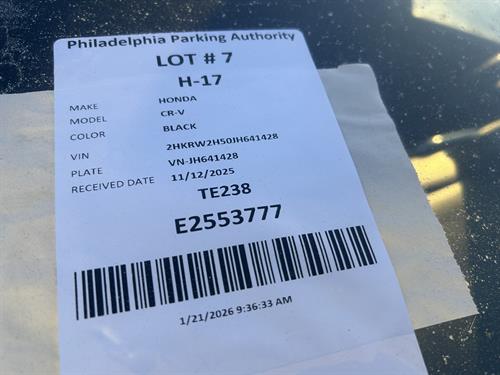 Philadelphia Parking Authority
LOT # 7
H-17
MAKE HONDA
MODEL CR-V
COLOR BLACK
VIN 2HKRW2H50JH641428
PLATE VN-JH641428
RECEIVED DATE 11/12/2025
TE238
E2553777
1/21/2026 9:36:33 AM